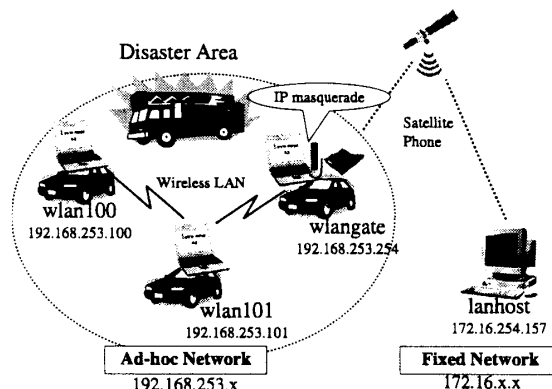 Disaster Area
IP masquerade
Satellite
Phone
Wireless LAN
wlan100
192.168.253.100
wlangate
192.168.253.254
wlan101
192.168.253.101
lanhost
172.16.254.157
Ad-hoc Network
192.168.253.x
Fixed Network
172.16.x.x